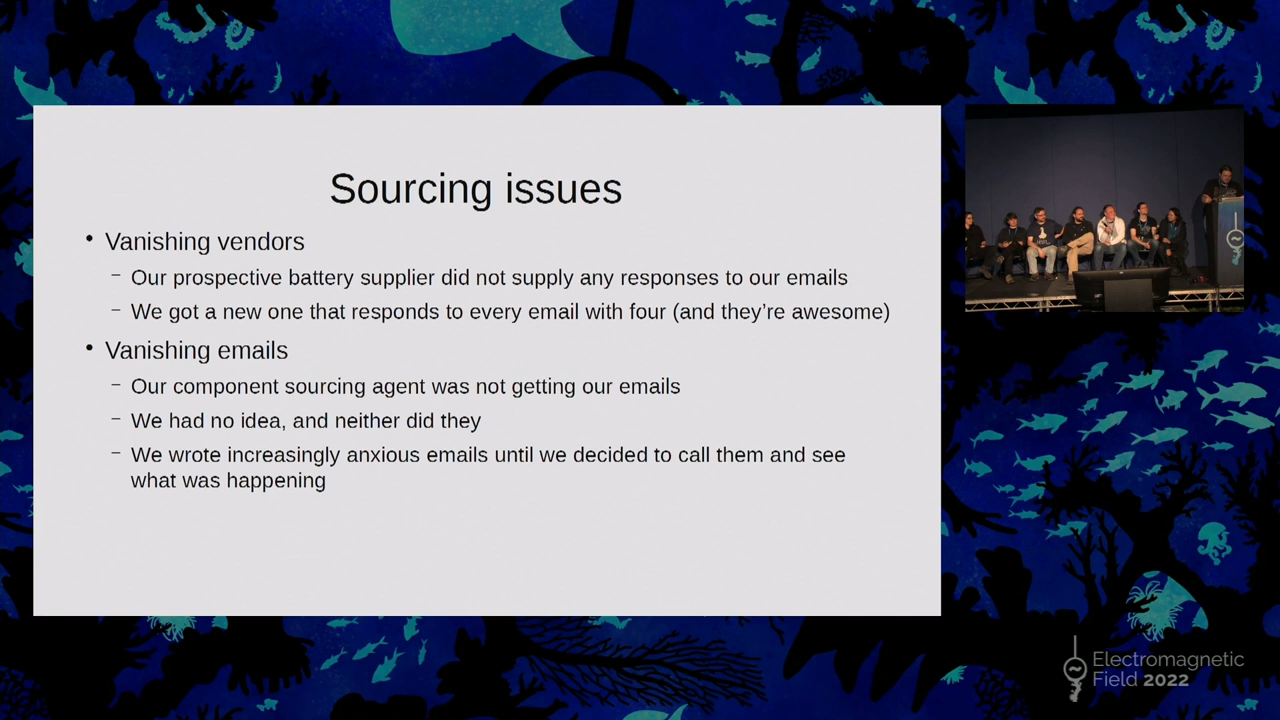 Sourcing issues
• Vanishing vendors
– Our prospective battery supplier did not supply any responses to our emails
– We got a new one that responds to every email with four (and they’re awesome)
• Vanishing emails
– Our component sourcing agent was not getting our emails
– We had no idea, and neither did they
– We wrote increasingly anxious emails until we decided to call them and see
what was happening
Electromagnetic
Field 2022